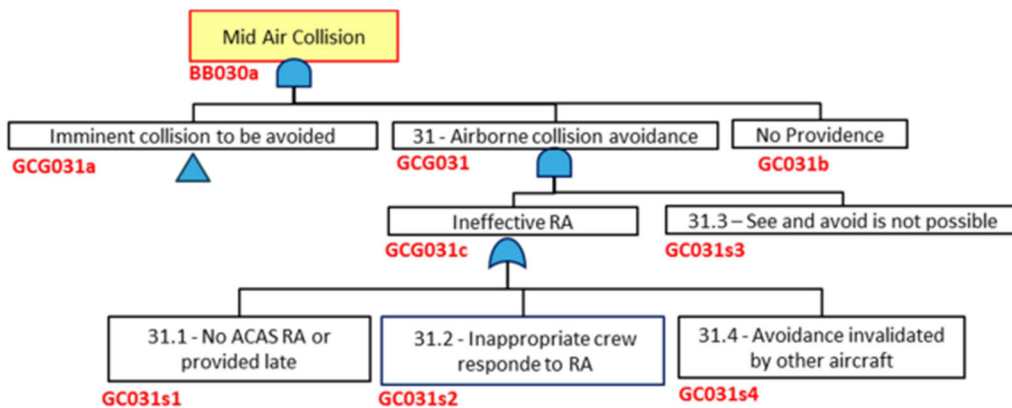 Mid Air Collision
BB030a
Imminent collision to be avoided
31 - Airborne collision avoidance
No Providence
GCG031a
GCG031
GC031b
Ineffective RA
31.3 – See and avoid is not possible
GCG031c
GC031s3
31.1 - No ACAS RA or
provided late
31.2 - Inappropriate crew
responde to RA
31.4 - Avoidance invalidated
by other aircraft
GC031s1
GC031s2
GC031s4